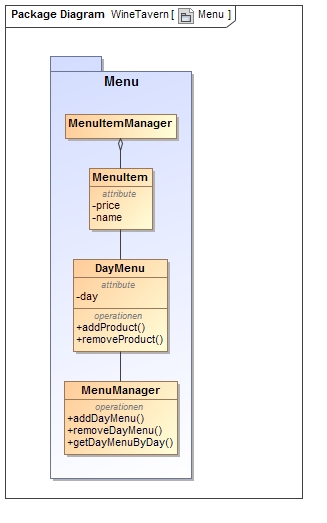 Package Diagram WineTavern [ Menu ]
Menu
MenuItemManager
MenuItem
attribute
-price
-name
DayMenu
attribute
-day
operationen
+addProduct()
+removeProduct()
MenuManager
operationen
+addDayMenu()
+removeDayMenu()
+getDayMenuByDay()